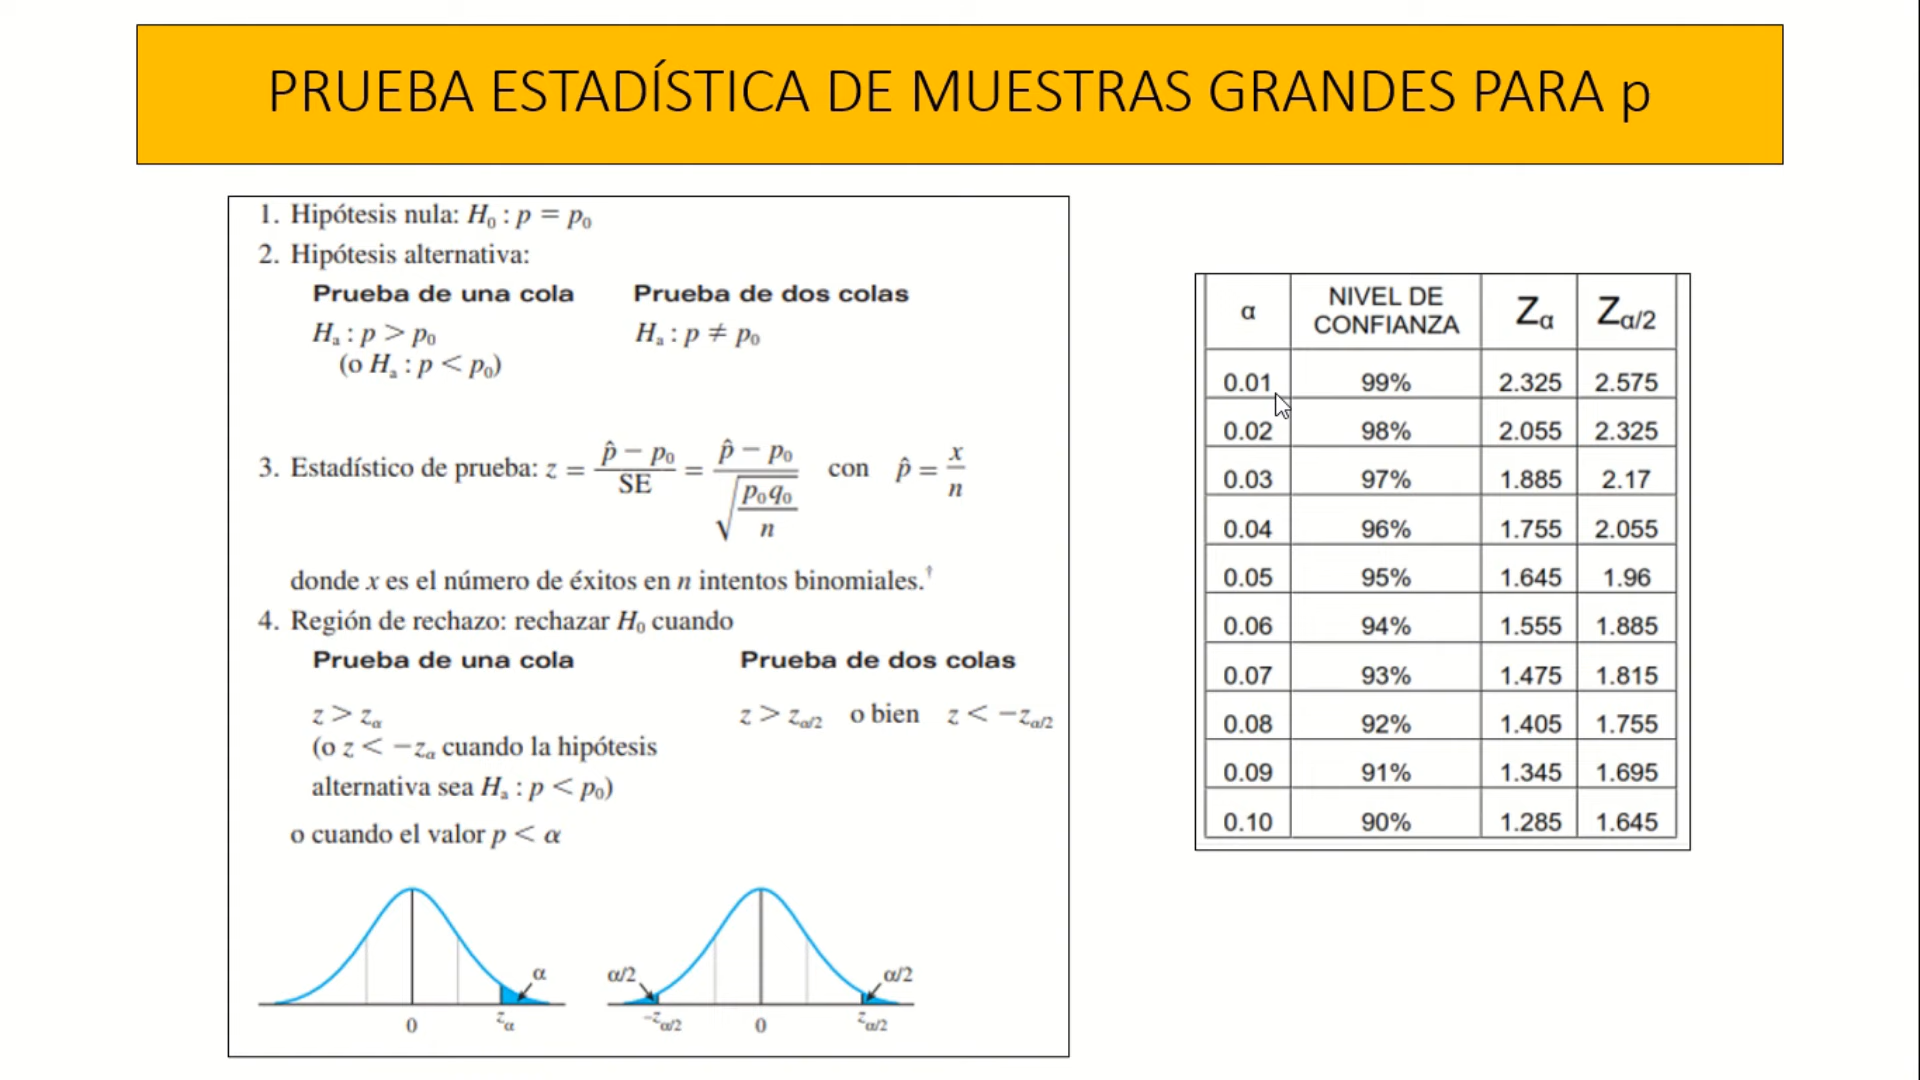 PRUEBA ESTADÍSTICA DE MUESTRAS GRANDES PARA p
1. Hipótesis nula: H₀ : p = p₀
2. Hipótesis alternativa:
Prueba de una cola Prueba de dos colas
Hₐ : p > p₀ Hₐ : p ≠ p₀
(o Hₐ : p < p₀)
3. Estadístico de prueba: z = (p̂ − p₀)/SE = (p̂ − p₀)/√(p₀q₀/n) con p̂ = x/n
donde x es el número de éxitos en n intentos binomiales.†
4. Región de rechazo: rechazar H₀ cuando
Prueba de una cola Prueba de dos colas
z > zα z > zα/2 o bien z < −zα/2
(o z < −zα cuando la hipótesis
alternativa sea Hₐ : p < p₀)
o cuando el valor p < α
α α/2 α/2
0 zα −zα/2 0 zα/2
α NIVEL DE CONFIANZA Zα Zα/2
0.01 99% 2.325 2.575
0.02 98% 2.055 2.325
0.03 97% 1.885 2.17
0.04 96% 1.755 2.055
0.05 95% 1.645 1.96
0.06 94% 1.555 1.885
0.07 93% 1.475 1.815
0.08 92% 1.405 1.755
0.09 91% 1.345 1.695
0.10 90% 1.285 1.645